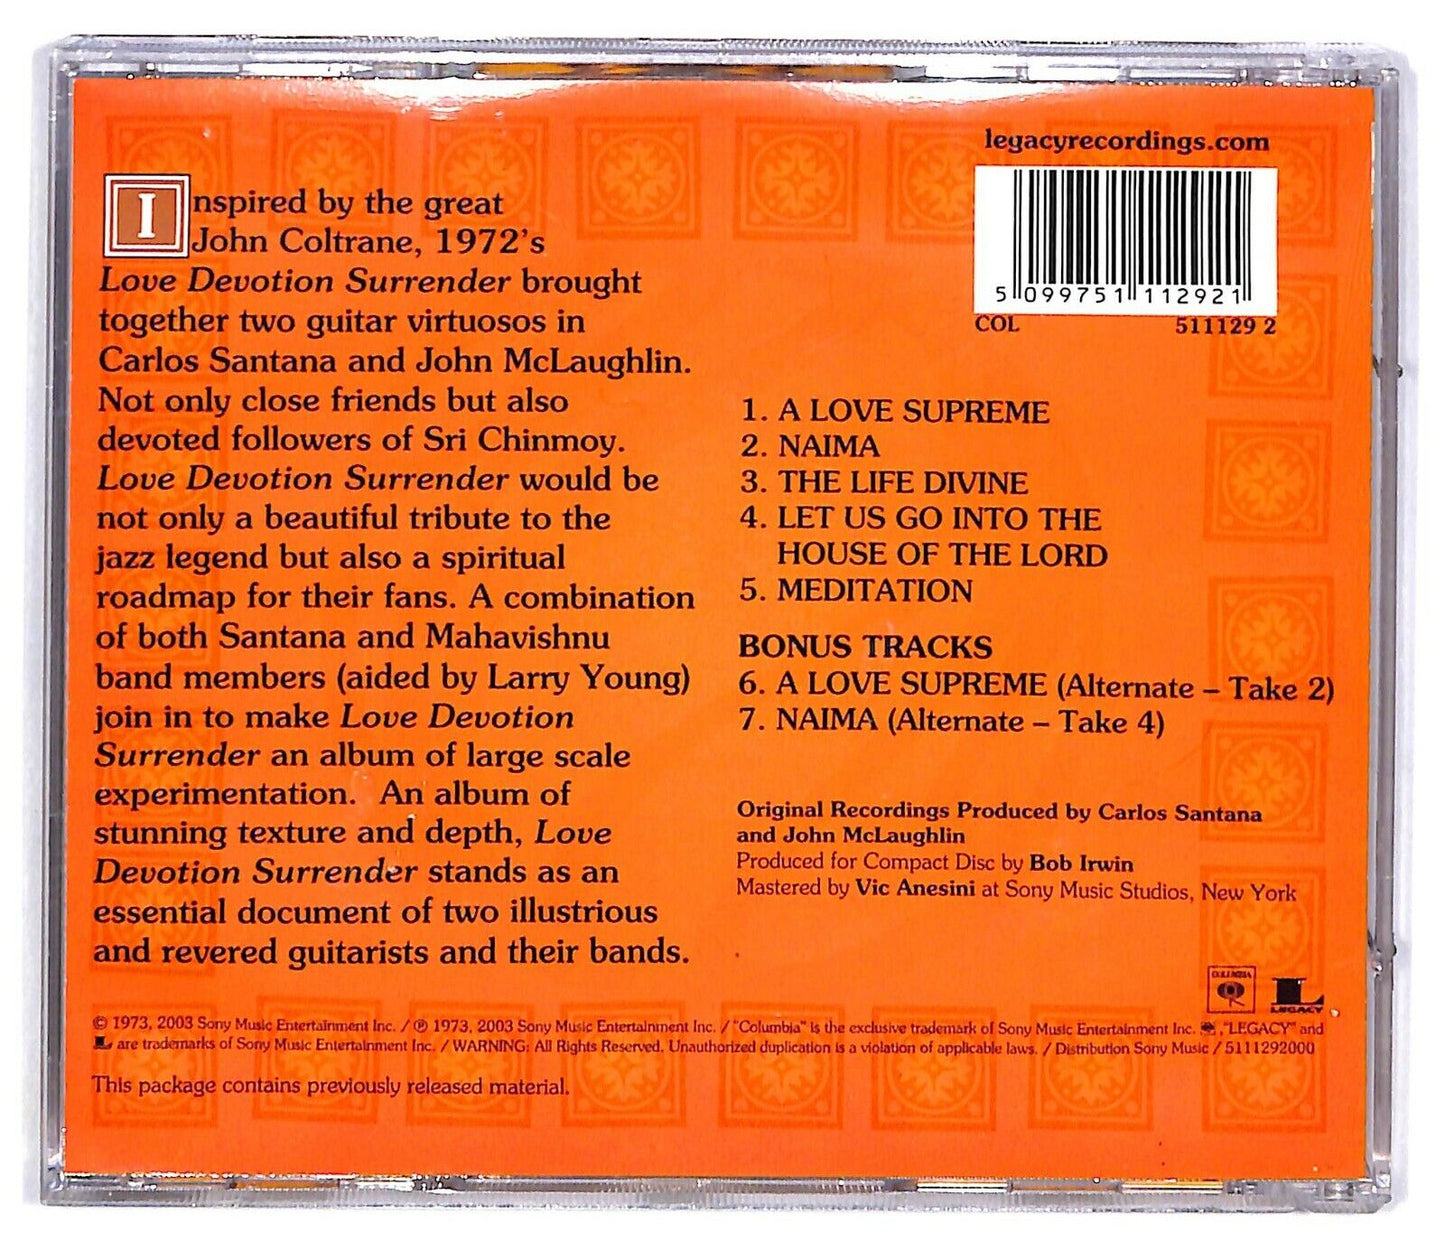 Inspired by the great
John Coltrane, 1972's
Love Devotion Surrender brought
together two guitar virtuosos in
Carlos Santana and John McLaughlin.
Not only close friends but also
devoted followers of Sri Chinmoy.
Love Devotion Surrender would be
not only a beautiful tribute to the
jazz legend but also a spiritual
roadmap for their fans. A combination
of both Santana and Mahavishnu
band members (aided by Larry Young)
join in to make Love Devotion
Surrender an album of large scale
experimentation. An album of
stunning texture and depth, Love
Devotion Surrender stands as an
essential document of two illustrious
and revered guitarists and their bands.
legacyrecordings.com
5 099751 112921
COL 511129 2
1. A LOVE SUPREME
2. NAIMA
3. THE LIFE DIVINE
4. LET US GO INTO THE
HOUSE OF THE LORD
5. MEDITATION
BONUS TRACKS
6. A LOVE SUPREME (Alternate – Take 2)
7. NAIMA (Alternate – Take 4)
Original Recordings Produced by Carlos Santana
and John McLaughlin
Produced for Compact Disc by Bob Irwin
Mastered by Vic Anesini at Sony Music Studios, New York
COLUMBIA
LEGACY
© 1973, 2003 Sony Music Entertainment Inc. / ℗ 1973, 2003 Sony Music Entertainment Inc. / "Columbia" is the exclusive trademark of Sony Music Entertainment Inc. , "LEGACY" and
L are trademarks of Sony Music Entertainment Inc. / WARNING: All Rights Reserved. Unauthorized duplication is a violation of applicable laws. / Distribution Sony Music / 5111292000
This package contains previously released material.